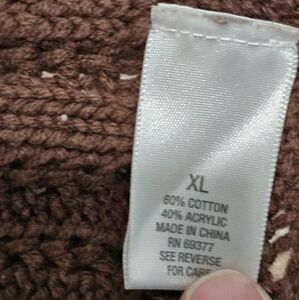 XL
60% COTTON
40% ACRYLIC
MADE IN CHINA
RN 69377
SEE REVERSE
FOR CARE